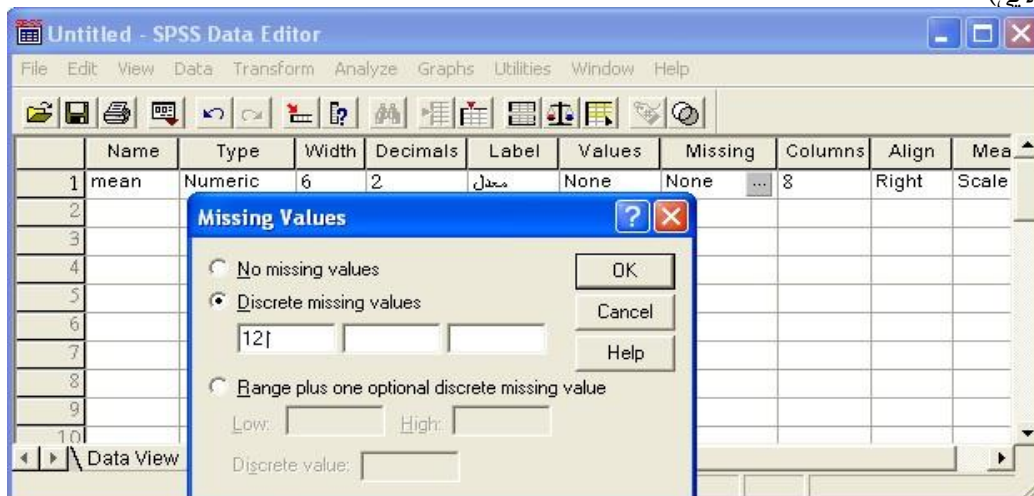 Untitled - SPSS Data Editor
File Edit View Data Transform Analyze Graphs Utilities Window Help
Name Type Width Decimals Label Values Missing Columns Align Mea
1 mean Numeric 6 2 معدل None None ... 8 Right Scale
2
3
4
5
6
7
8
9
10
Missing Values
No missing values
Discrete missing values
12
Range plus one optional discrete missing value
Low: High:
Discrete value:
OK
Cancel
Help
Data View